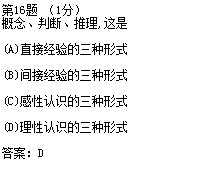 第16题 （1分）
概念、判断、推理,这是
(A)直接经验的三种形式
(B)间接经验的三种形式
(C)感性认识的三种形式
(D)理性认识的三种形式
答案: D